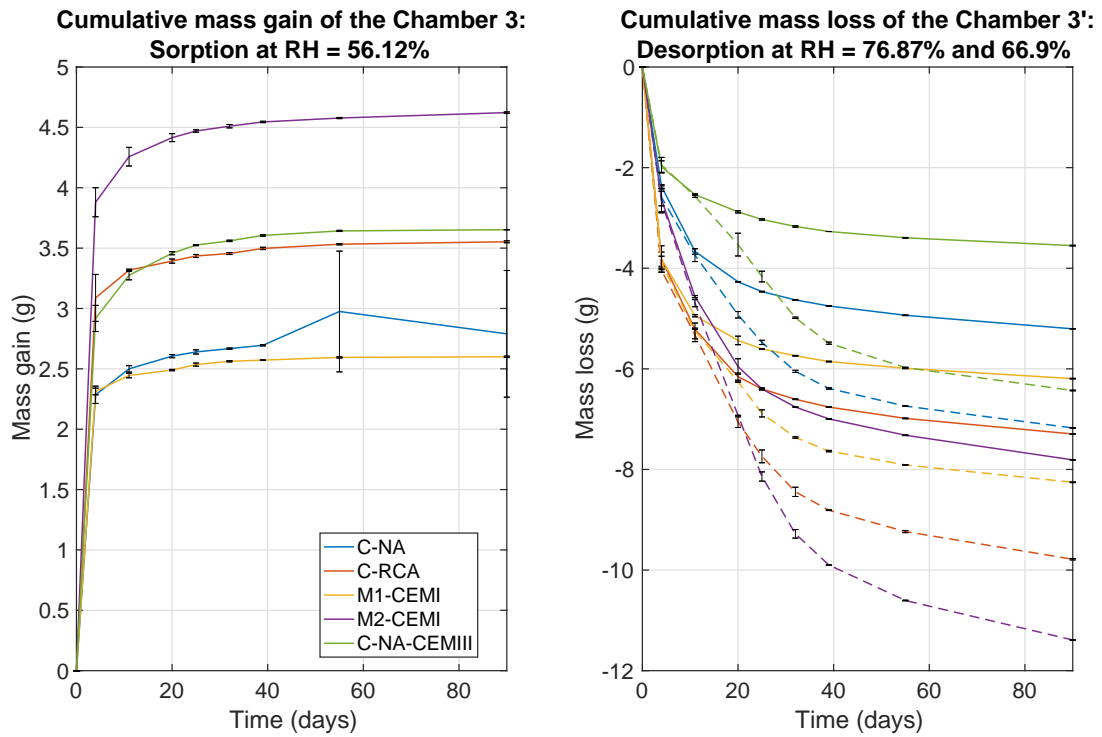 Cumulative mass gain of the Chamber 3:
Sorption at RH = 56.12%
5
4.5
4
3.5
3
2.5
2
1.5
1
0.5
0
Mass gain (g)
0
20
40
60
80
Time (days)
C-NA
C-RCA
M1-CEMI
M2-CEMI
C-NA-CEMIII
Cumulative mass loss of the Chamber 3':
Desorption at RH = 76.87% and 66.9%
0
-2
-4
-6
-8
-10
-12
Mass loss (g)
0
20
40
60
80
Time (days)